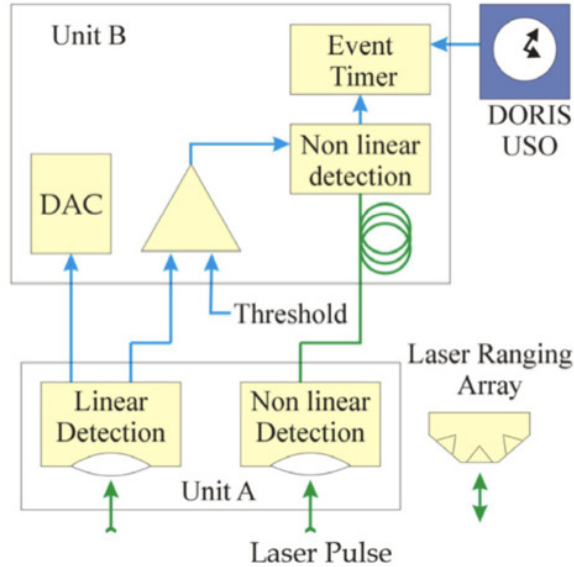 Unit B
Event
Timer
DORIS
USO
Non linear
detection
DAC
Threshold
Laser Ranging
Array
Linear
Detection
Non linear
Detection
Unit A
Laser Pulse